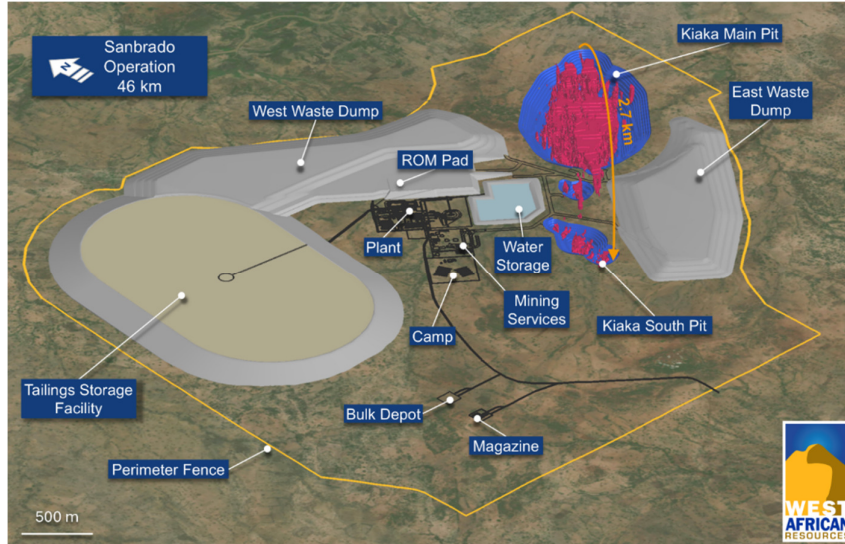 Sanbrado
Operation
46 km
N
Kiaka Main Pit
East Waste
Dump
West Waste Dump
2.7 km
ROM Pad
Plant
Water
Storage
Mining
Services
Kiaka South Pit
Camp
Tailings Storage
Facility
Bulk Depot
Magazine
Perimeter Fence
500 m
WEST
AFRICAN
RESOURCES